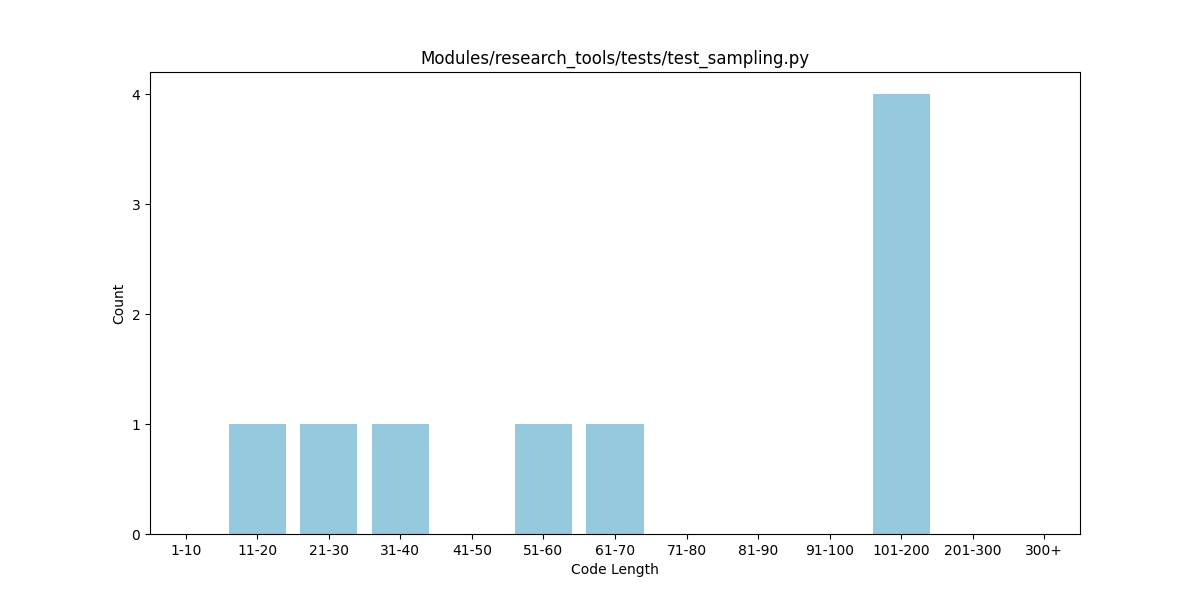 Modules/research_tools/tests/test_sampling.py
Count
4
3
2
1
0
1-10 11-20 21-30 31-40 41-50 51-60 61-70 71-80 81-90 91-100 101-200 201-300 300+
Code Length